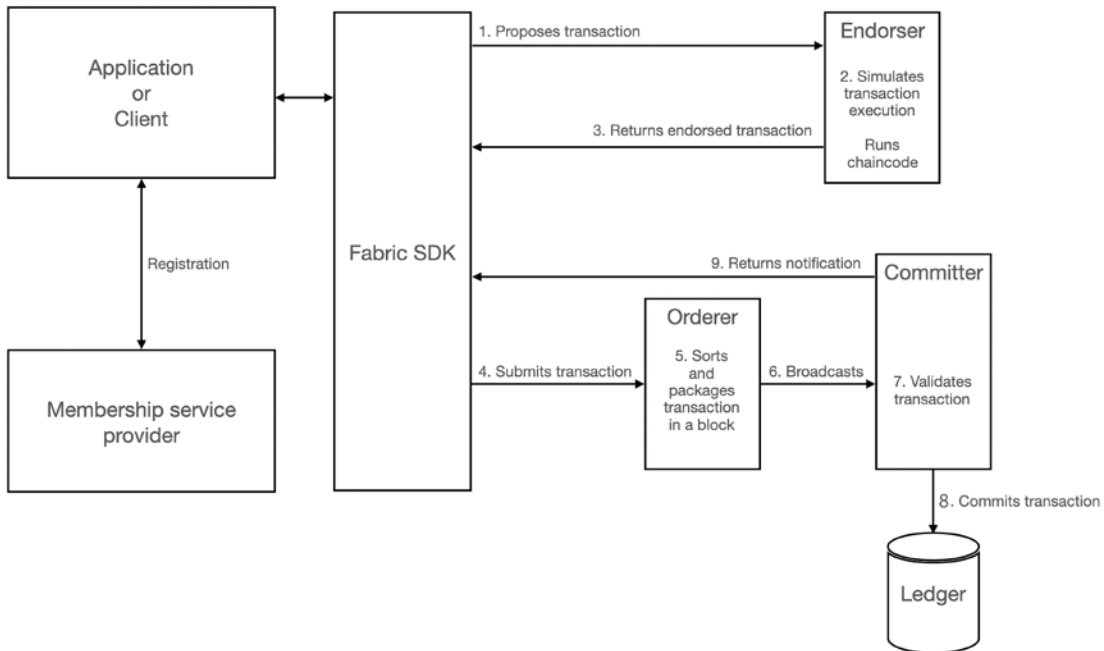 Application
or
Client
Registration
Membership service
provider
Fabric SDK
1. Proposes transaction
Endorser
2. Simulates
transaction
execution
Runs
chaincode
3. Returns endorsed transaction
4. Submits transaction
Orderer
5. Sorts
and
packages
transaction
in a block
6. Broadcasts
Committer
7. Validates
transaction
8. Commits transaction
Ledger
9. Returns notification